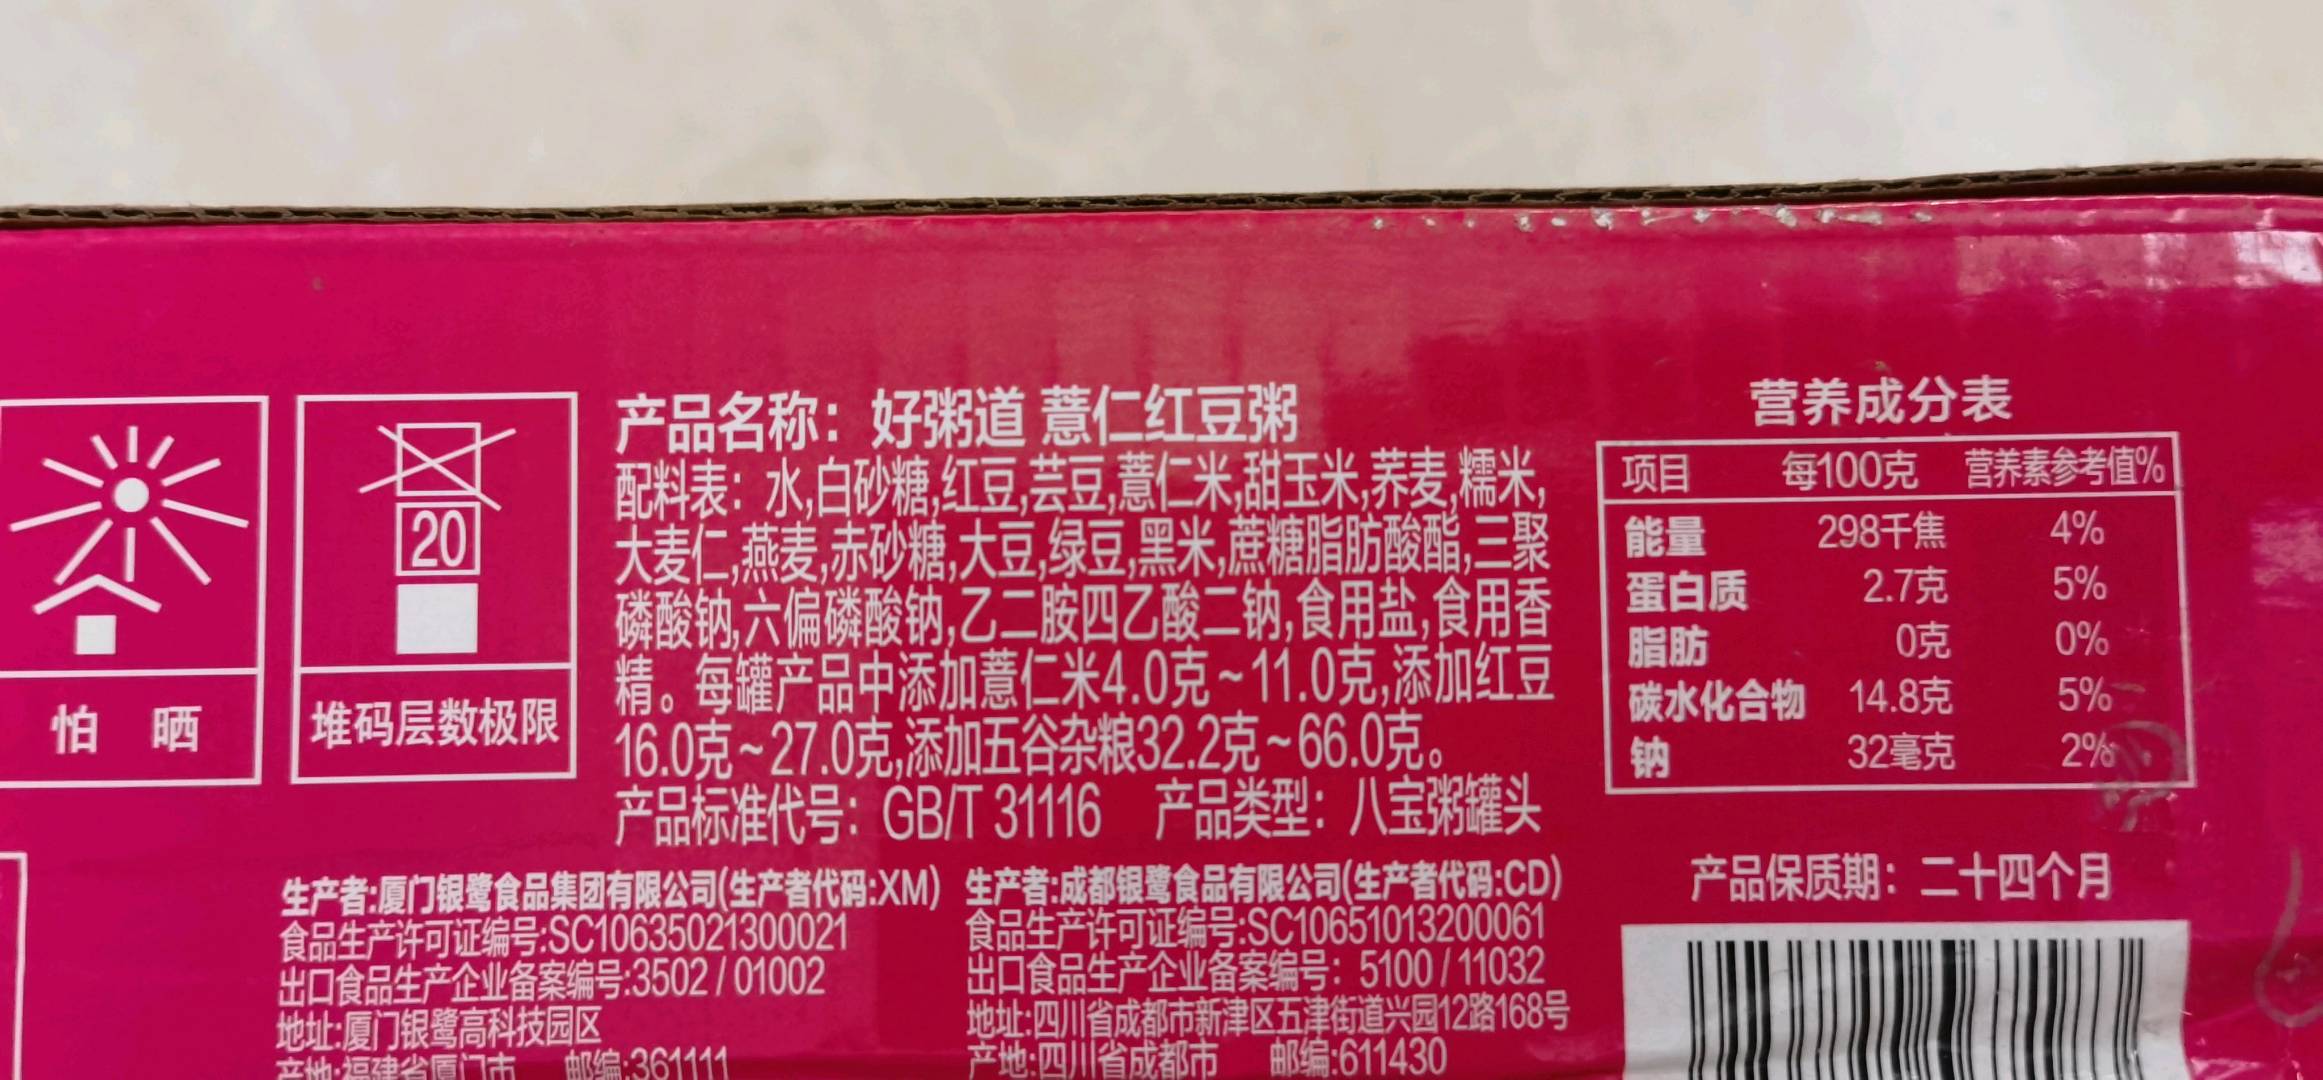 20
怕 晒
堆码层数极限
产品名称：好粥道 薏仁红豆粥
配料表：水,白砂糖,红豆,芸豆,薏仁米,甜玉米,荞麦,糯米,
大麦仁,燕麦,赤砂糖,大豆,绿豆,黑米,蔗糖脂肪酸酯,三聚
磷酸钠,六偏磷酸钠,乙二胺四乙酸二钠,食用盐,食用香
精。每罐产品中添加薏仁米4.0克~11.0克,添加红豆
16.0克~27.0克,添加五谷杂粮32.2克~66.0克。
产品标准代号：GB/T 31116 产品类型：八宝粥罐头
生产者:厦门银鹭食品集团有限公司(生产者代码:XM)
食品生产许可证编号:SC10635021300021
出口食品生产企业备案编号:3502/01002
地址:厦门银鹭高科技园区
产地:福建省厦门市 邮编:361111
生产者:成都银鹭食品有限公司(生产者代码:CD)
食品生产许可证编号:SC10651013200061
出口食品生产企业备案编号：5100/11032
地址:四川省成都市新津区五津街道兴园12路168号
产地:四川省成都市 邮编:611430
营养成分表
项目 每100克 营养素参考值%
能量 298千焦 4%
蛋白质 2.7克 5%
脂肪 0克 0%
碳水化合物 14.8克 5%
钠 32毫克 2%
产品保质期：二十四个月